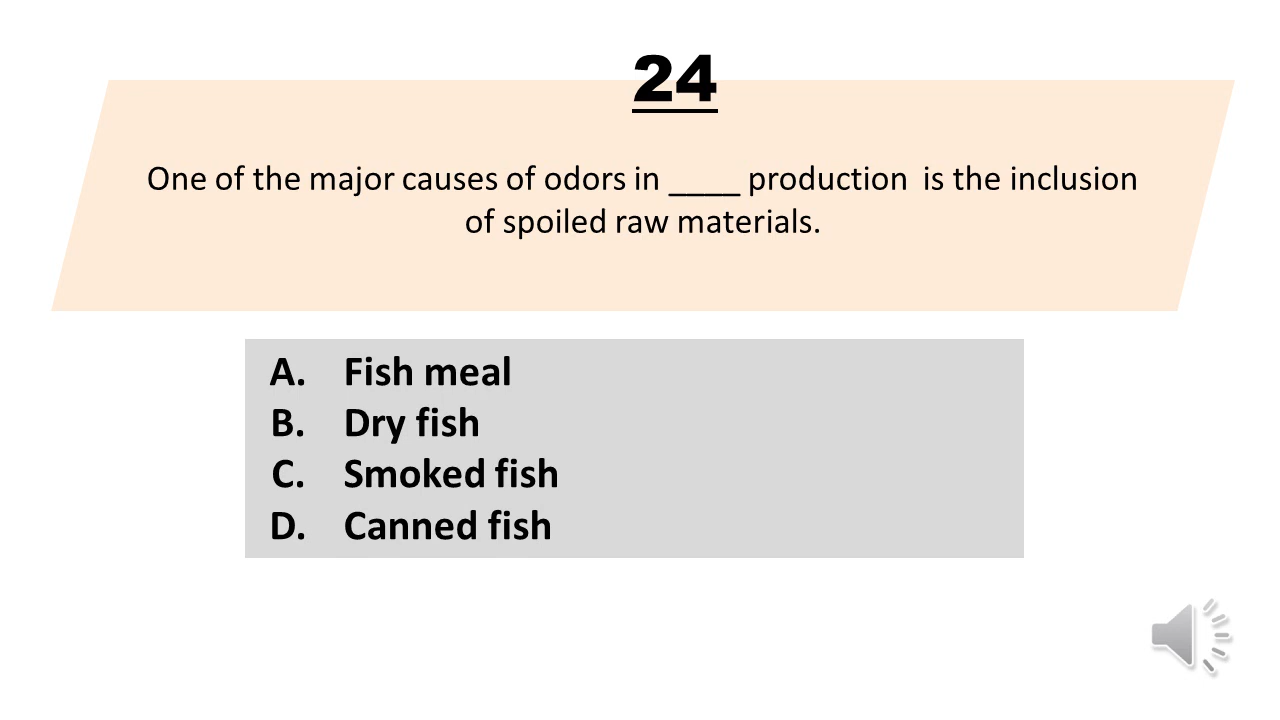 24
One of the major causes of odors in ____ production is the inclusion
of spoiled raw materials.
A. Fish meal
B. Dry fish
C. Smoked fish
D. Canned fish